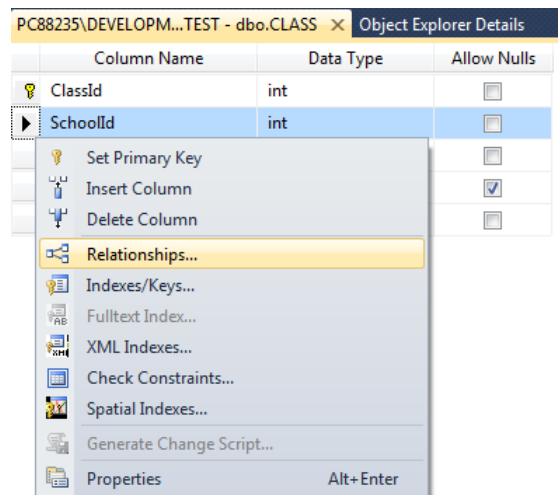 PC88235\DEVELOPM...TEST - dbo.CLASS Object Explorer Details
Column Name Data Type Allow Nulls
ClassId int
SchoolId int
Set Primary Key
Insert Column
Delete Column
Relationships...
Indexes/Keys...
Fulltext Index...
XML Indexes...
Check Constraints...
Spatial Indexes...
Generate Change Script...
Properties Alt+Enter